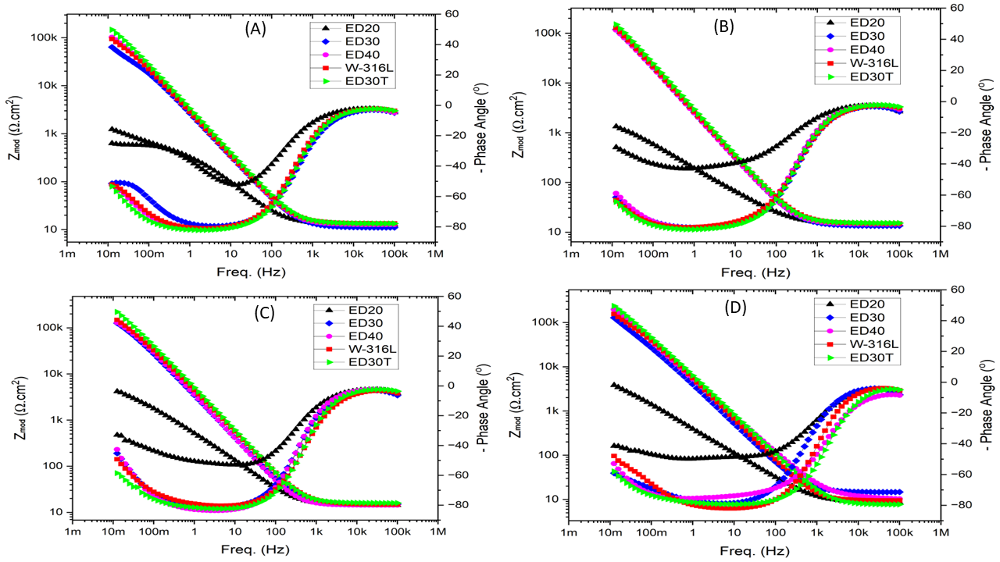 (A)
ED20
ED30
ED40
W-316L
ED30T
100k
10k
1k
100
10
Zmod (Ω.cm2)
60
40
20
0
−20
−40
−60
−80
- Phase Angle (0)
1m 10m 100m 1 10 100 1k 10k 100k 1M
Freq. (Hz)
(B)
ED20
ED30
ED40
W-316L
ED30T
100k
10k
1k
100
10
Zmod (Ω.cm2)
60
40
20
0
−20
−40
−60
−80
- Phase Angle (0)
1m 10m 100m 1 10 100 1k 10k 100k 1M
Freq. (Hz)
(C)
ED20
ED30
ED40
W-316L
ED30T
100k
10k
1k
100
10
Zmod (Ω.cm2)
60
40
20
0
−20
−40
−60
−80
- Phase Angle (0)
1m 10m 100m 1 10 100 1k 10k 100k 1M
Freq. (Hz)
(D)
ED20
ED30
ED40
W-316L
ED30T
100k
10k
1k
100
10
Zmod (Ω.cm2)
60
40
20
0
−20
−40
−60
−80
- Phase Angle (0)
1m 10m 100m 1 10 100 1k 10k 100k 1M
Freq. (Hz)